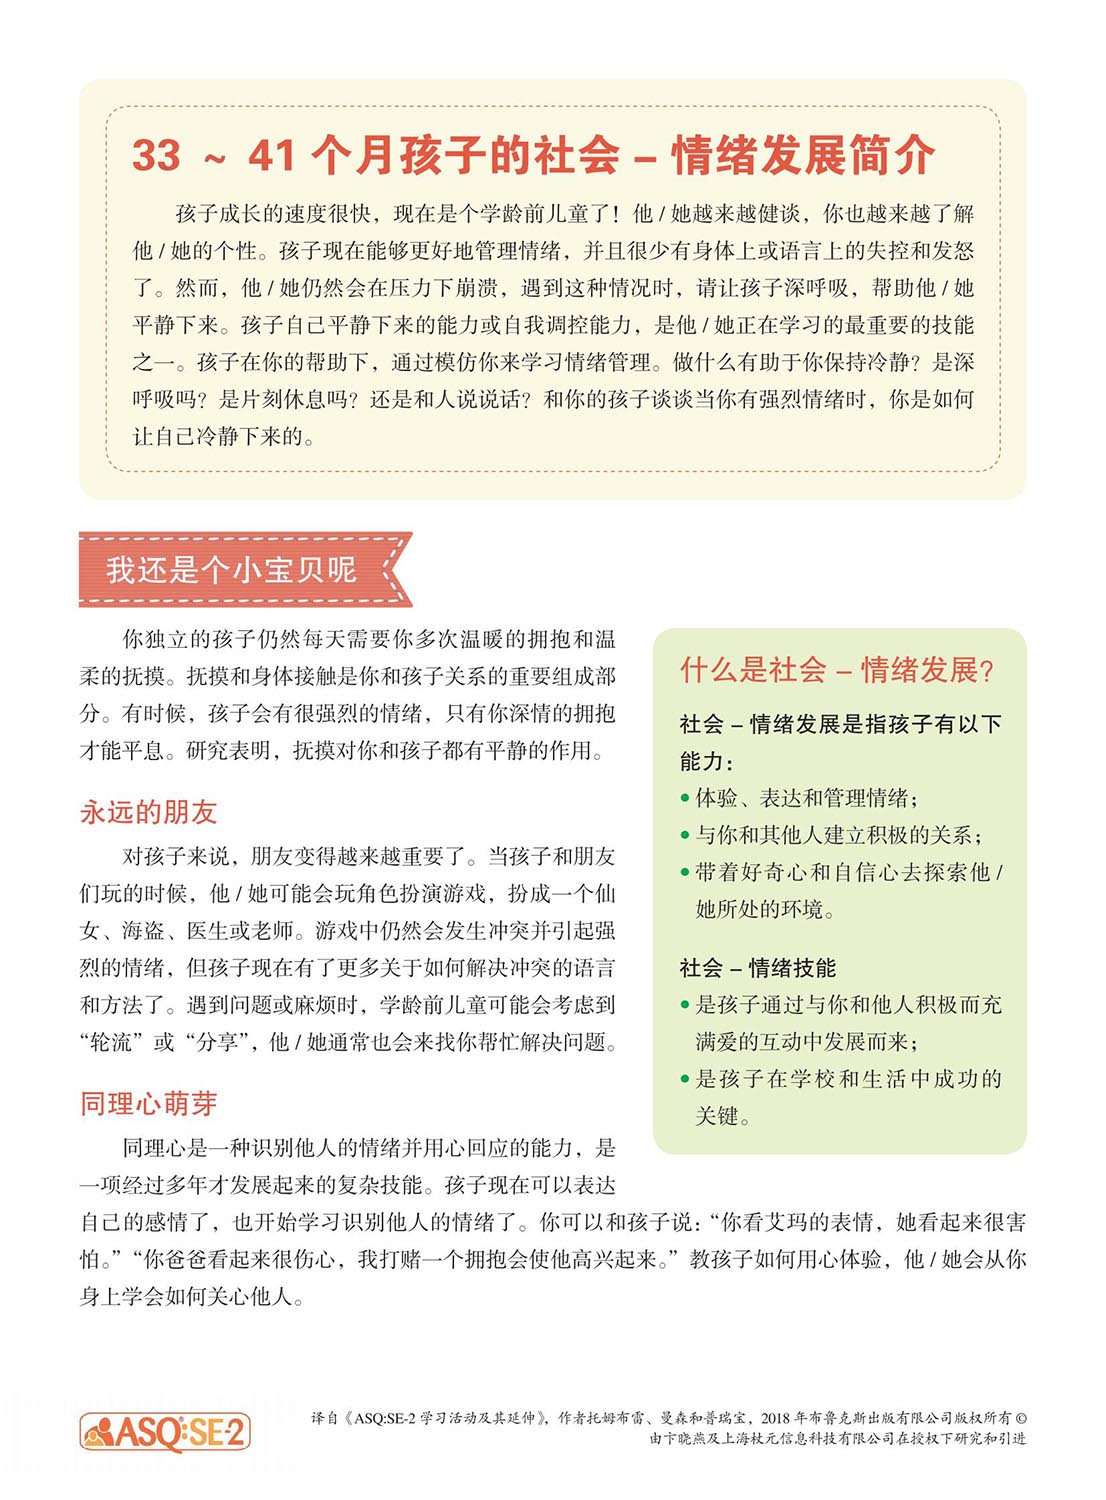 33 ~ 41 个月孩子的社会 – 情绪发展简介
孩子成长的速度很快，现在是个学龄前儿童了！他 / 她越来越健谈，你也越来越了解
他 / 她的个性。孩子现在能够更好地管理情绪，并且很少有身体上或语言上的失控和发怒
了。然而，他 / 她仍然会在压力下崩溃，遇到这种情况时，请让孩子深呼吸，帮助他 / 她
平静下来。孩子自己平静下来的能力或自我调控能力，是他 / 她正在学习的最重要的技能
之一。孩子在你的帮助下，通过模仿你来学习情绪管理。做什么有助于你保持冷静？是深
呼吸吗？是片刻休息吗？还是和人说说话？和你的孩子谈谈当你有强烈情绪时，你是如何
让自己冷静下来的。
我还是个小宝贝呢
你独立的孩子仍然每天需要你多次温暖的拥抱和温
柔的抚摸。抚摸和身体接触是你和孩子关系的重要组成部
分。有时候，孩子会有很强烈的情绪，只有你深情的拥抱
才能平息。研究表明，抚摸对你和孩子都有平静的作用。
永远的朋友
对孩子来说，朋友变得越来越重要了。当孩子和朋友
们玩的时候，他 / 她可能会玩角色扮演游戏，扮成一个仙
女、海盗、医生或老师。游戏中仍然会发生冲突并引起强
烈的情绪，但孩子现在有了更多关于如何解决冲突的语言
和方法了。遇到问题或麻烦时，学龄前儿童可能会考虑到
“轮流”或“分享”，他 / 她通常也会来找你帮忙解决问题。
什么是社会 – 情绪发展？
社会 – 情绪发展是指孩子有以下
能力：
• 体验、表达和管理情绪；
• 与你和其他人建立积极的关系；
• 带着好奇心和自信心去探索他 /
她所处的环境。
社会 – 情绪技能
• 是孩子通过与你和他人积极而充
满爱的互动中发展而来；
• 是孩子在学校和生活中成功的
关键。
同理心萌芽
同理心是一种识别他人的情绪并用心回应的能力，是
一项经过多年才发展起来的复杂技能。孩子现在可以表达
自己的感情了，也开始学习识别他人的情绪了。你可以和孩子说：“你看艾玛的表情，她看起来很害
怕。”“你爸爸看起来很伤心，我打赌一个拥抱会使他高兴起来。”教孩子如何用心体验，他 / 她会从你
身上学会如何关心他人。
ASQ:SE-2
译自《ASQ:SE-2 学习活动及其延伸》，作者托姆布雷、曼森和普瑞宝，2018 年布鲁克斯出版有限公司版权所有 ©
由卞晓燕及上海杖元信息科技有限公司在授权下研究和引进